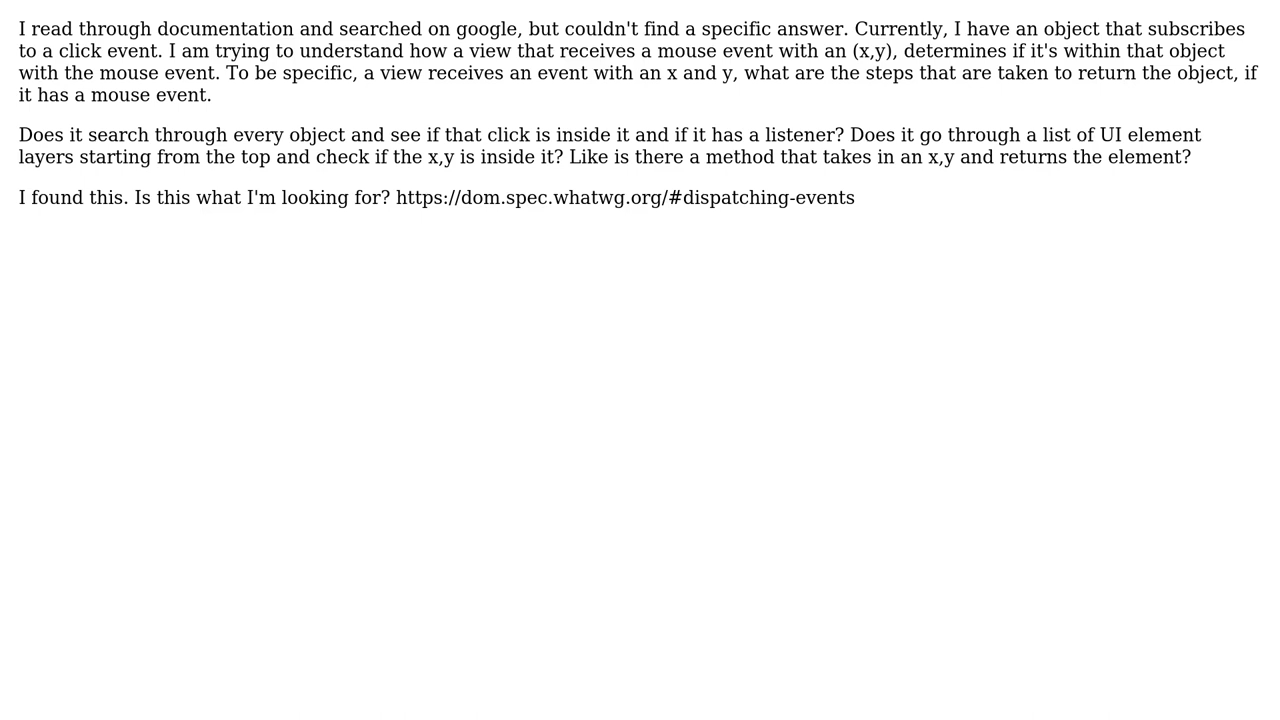 I read through documentation and searched on google, but couldn't find a specific answer. Currently, I have an object that subscribes
to a click event. I am trying to understand how a view that receives a mouse event with an (x,y), determines if it's within that object
with the mouse event. To be specific, a view receives an event with an x and y, what are the steps that are taken to return the object, if
it has a mouse event.
Does it search through every object and see if that click is inside it and if it has a listener? Does it go through a list of UI element
layers starting from the top and check if the x,y is inside it? Like is there a method that takes in an x,y and returns the element?
I found this. Is this what I'm looking for? https://dom.spec.whatwg.org/#dispatching-events